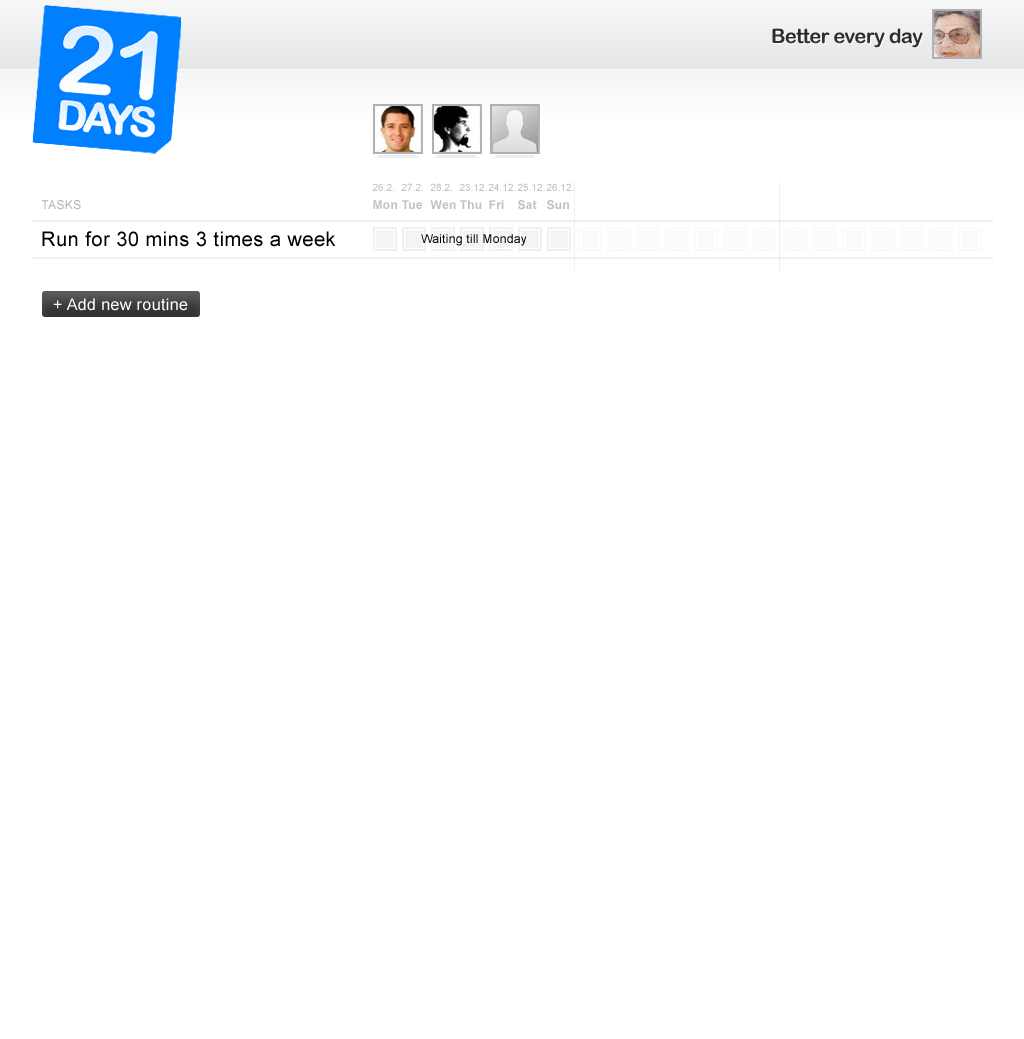 21
DAYS
Better every day
26.2. 27.2. 28.2. 23.12. 24.12. 25.12. 26.12.
TASKS Mon Tue Wen Thu Fri Sat Sun
Run for 30 mins 3 times a week Waiting till Monday
+ Add new routine